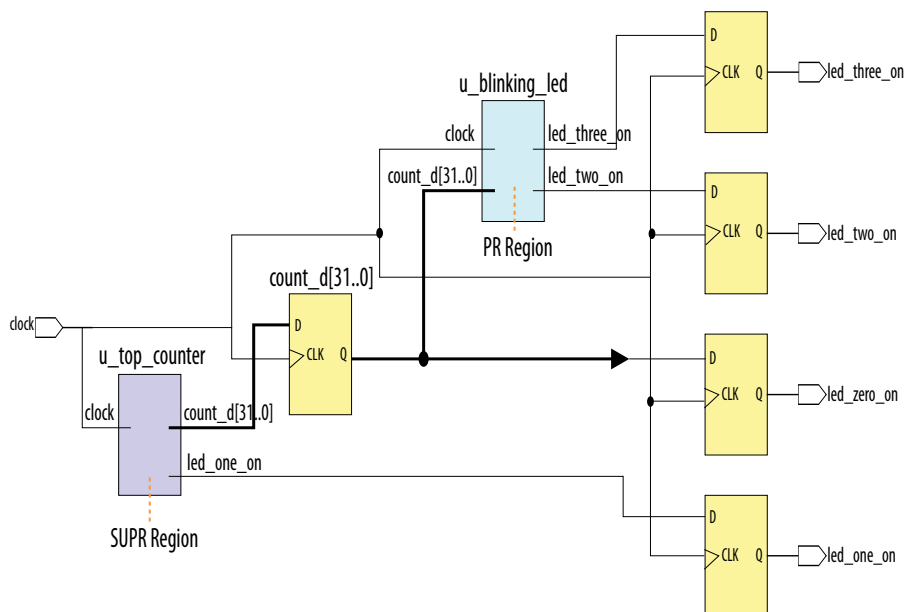 D
CLK Q
led_three_on
u_blinking_led
clock
led_three_on
count_d[31..0]
led_two_on
PR Region
D
CLK Q
led_two_on
count_d[31..0]
D
CLK Q
clock
u_top_counter
clock
count_d[31..0]
led_one_on
SUPR Region
D
CLK Q
led_zero_on
D
CLK Q
led_one_on